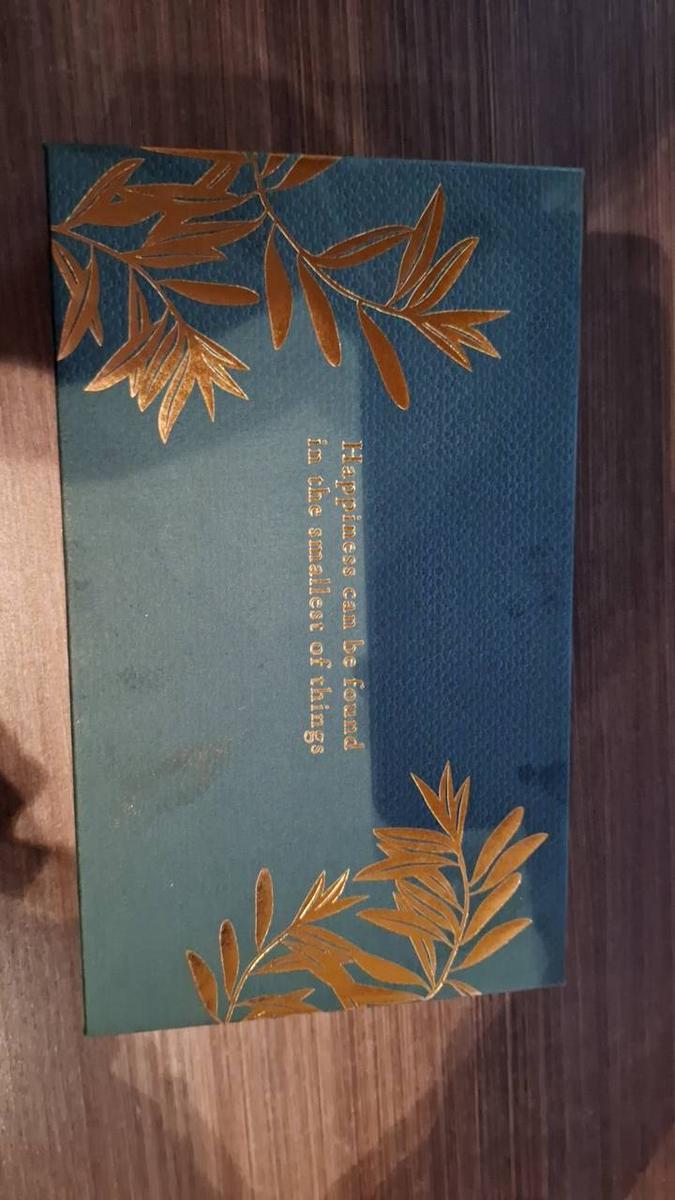 Happiness can be found
in the smallest of things